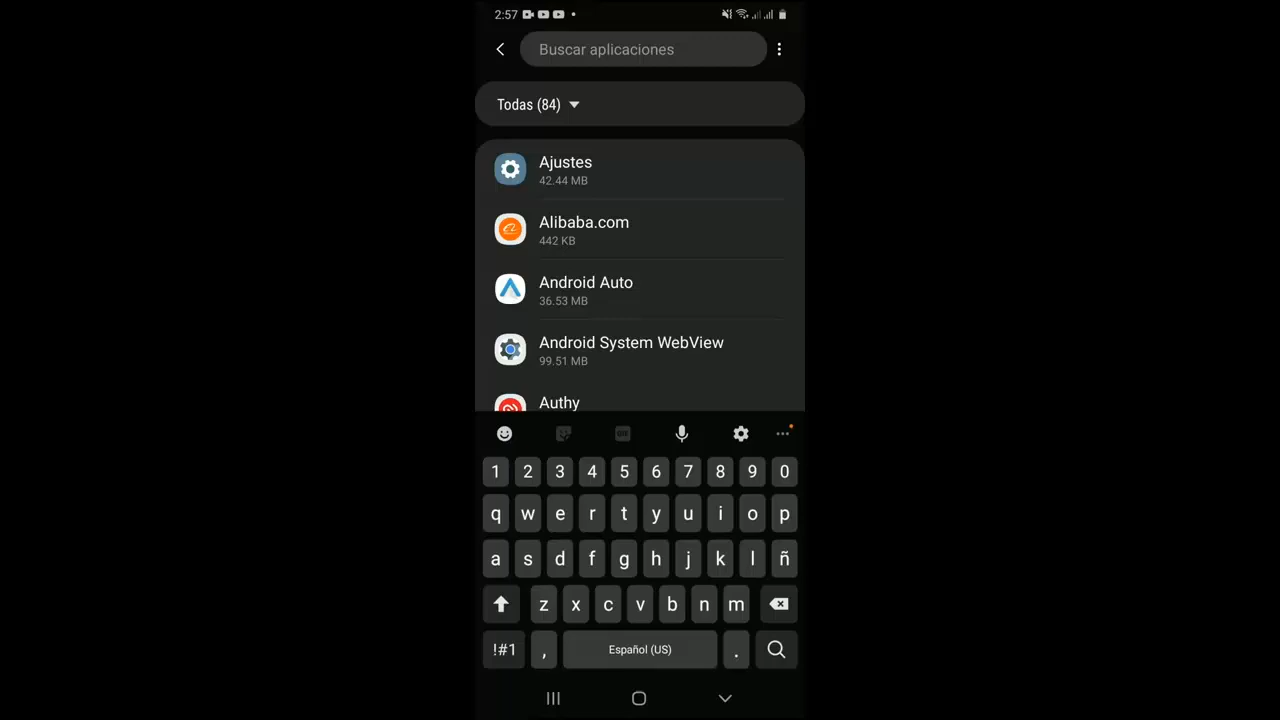 2:57
Buscar aplicaciones
Todas (84)
Ajustes
42.44 MB
Alibaba.com
442 KB
Android Auto
36.53 MB
Android System WebView
99.51 MB
Authy
GIF
1 2 3 4 5 6 7 8 9 0
q w e r t y u i o p
a s d f g h j k l ñ
z x c v b n m
!#1 , Español (US) .